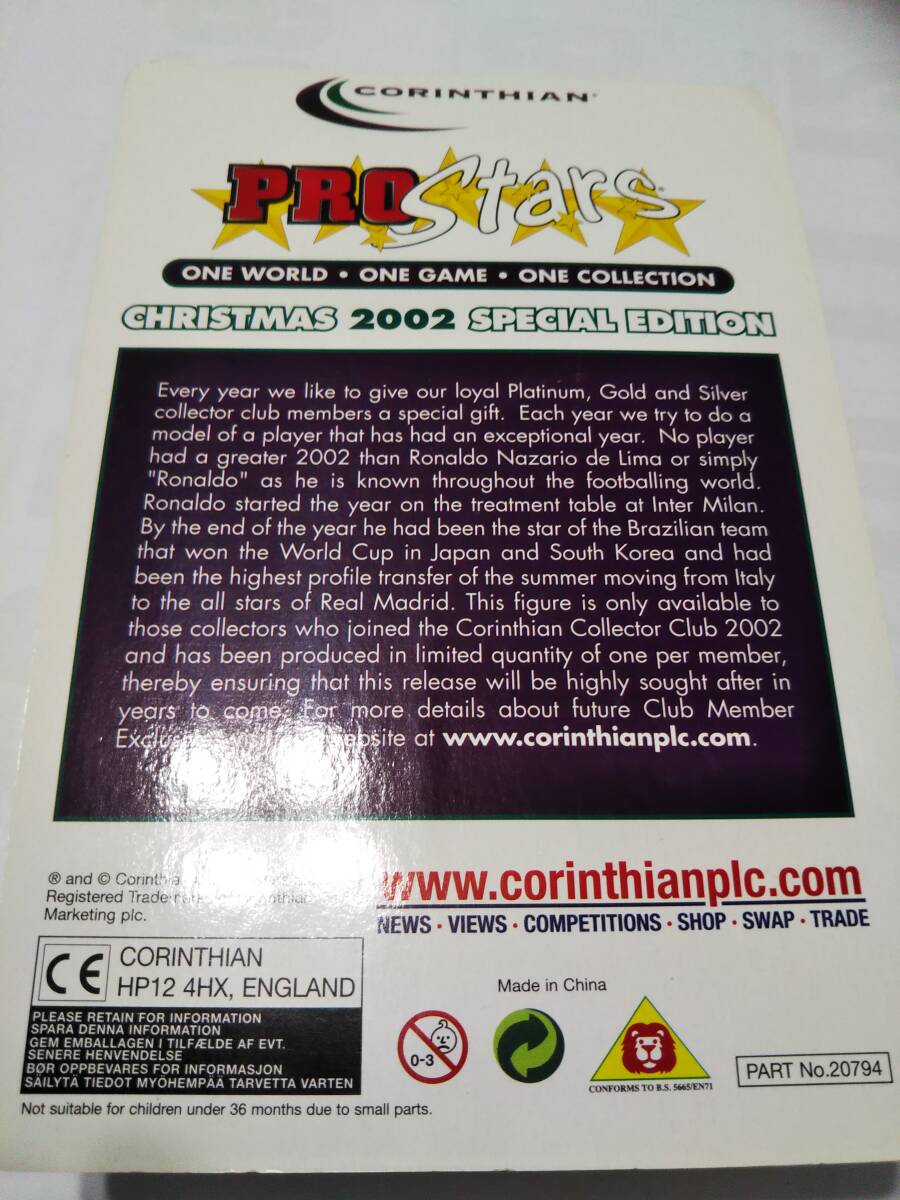 CORINTHIAN®
PROStars®
ONE WORLD • ONE GAME • ONE COLLECTION
CHRISTMAS 2002 SPECIAL EDITION
Every year we like to give our loyal Platinum, Gold and Silver
collector club members a special gift. Each year we try to do a
model of a player that has had an exceptional year. No player
had a greater 2002 than Ronaldo Nazario de Lima or simply
"Ronaldo" as he is known throughout the footballing world.
Ronaldo started the year on the treatment table at Inter Milan.
By the end of the year he had been the star of the Brazilian team
that won the World Cup in Japan and South Korea and had
been the highest profile transfer of the summer moving from Italy
to the all stars of Real Madrid. This figure is only available to
those collectors who joined the Corinthian Collector Club 2002
and has been produced in limited quantity of one per member,
thereby ensuring that this release will be highly sought after in
years to come. For more details about future Club Member
at www.corinthianplc.com.
® and ©
Registered
Marketing plc.
www.corinthianplc.com
NEWS · VIEWS · COMPETITIONS · SHOP · SWAP · TRADE
CE
CORINTHIAN
HP12 4HX, ENGLAND
PLEASE RETAIN FOR INFORMATION
SPARA DENNA INFORMATION
GEM EMBALLAGEN I TILFÆLDE AF EVT.
SENERE HENVENDELSE
BØR OPPBEVARES FOR INFORMASJON
SÄILYTÄ TIEDOT MYÖHEMPÄÄ TARVETTA VARTEN
Made in China
0-3
CONFORMS TO B.S. 5665/EN71
PART No.20794
Not suitable for children under 36 months due to small parts.